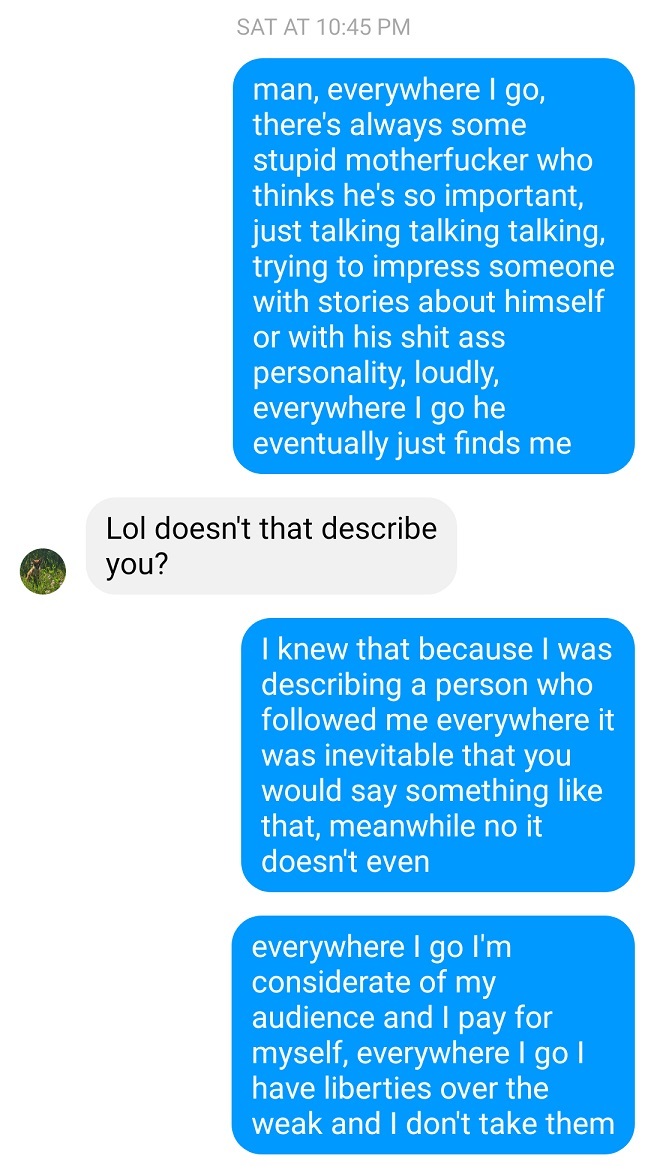 SAT AT 10:45 PM
man, everywhere I go,
there's always some
stupid motherfucker who
thinks he's so important,
just talking talking talking,
trying to impress someone
with stories about himself
or with his shit ass
personality, loudly,
everywhere I go he
eventually just finds me
Lol doesn't that describe
you?
I knew that because I was
describing a person who
followed me everywhere it
was inevitable that you
would say something like
that, meanwhile no it
doesn't even
everywhere I go I'm
considerate of my
audience and I pay for
myself, everywhere I go I
have liberties over the
weak and I don't take them